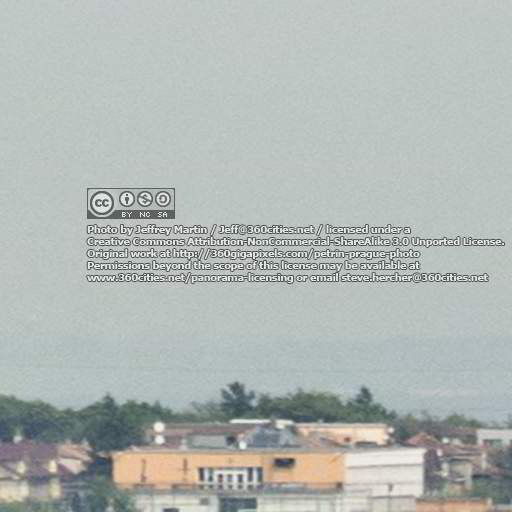 cc BY NC SA
Photo by Jeffrey Martin / Jeff@360cities.net / licensed under a
Creative Commons Attribution-NonCommercial-ShareAlike 3.0 Unported License.
Original work at http://360gigapixels.com/petrin-prague-photo
Permissions beyond the scope of this license may be available at
www.360cities.net/panorama-licensing or email steve.hercher@360cities.net